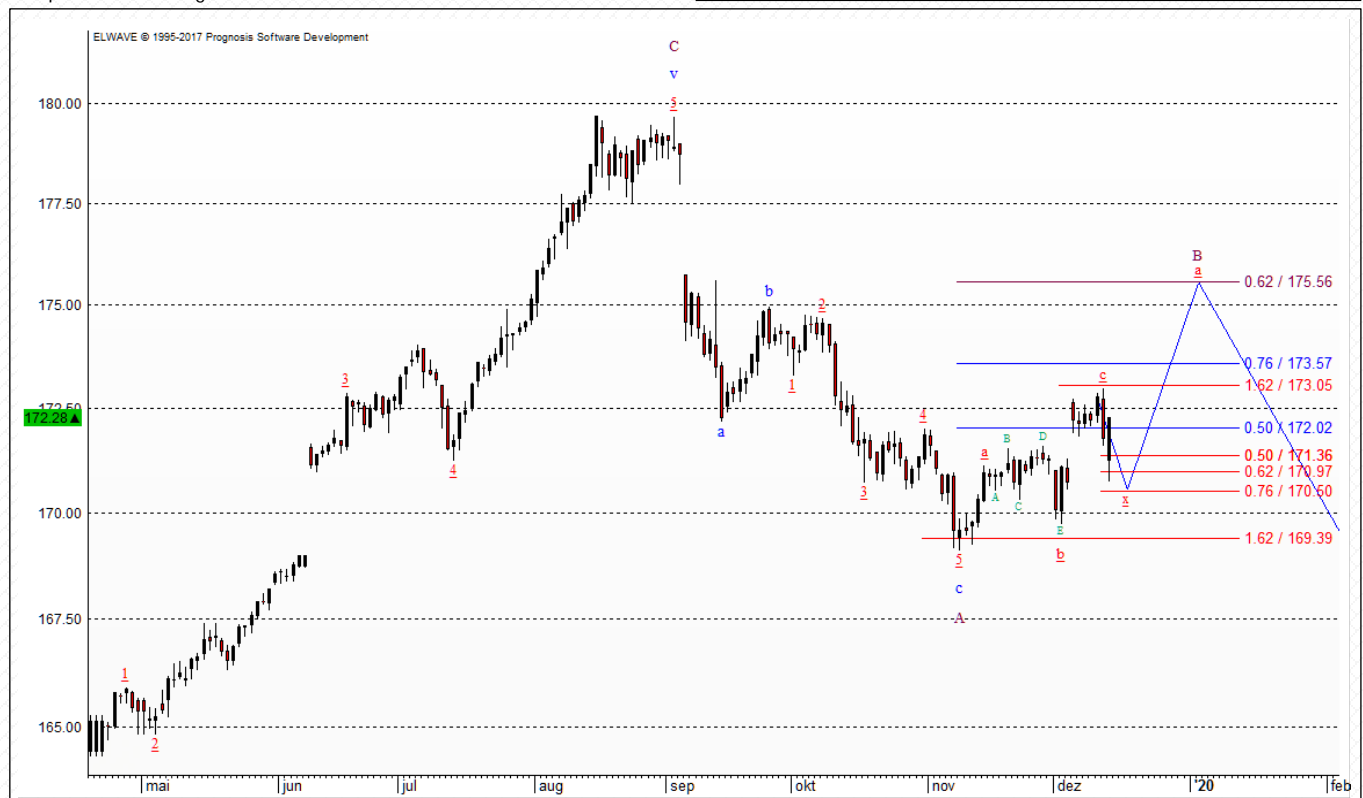 ELWAVE © 1995-2017 Prognosis Software Development
C
v
5
180.00
177.50
B
a
0.62 / 175.56
175.00
b
2
0.76 / 173.57
3
1
c
1.62 / 173.05
172.50
172.28▲
4
0.50 / 172.02
a
B
D
0.50 / 171.36
4
3
a
A
C
0.62 / 170.97
0.76 / 170.50
x
170.00
E
1.62 / 169.39
5
b
c
A
167.50
1
2
165.00
mai
jun
jul
aug
sep
okt
nov
dez
'20
feb